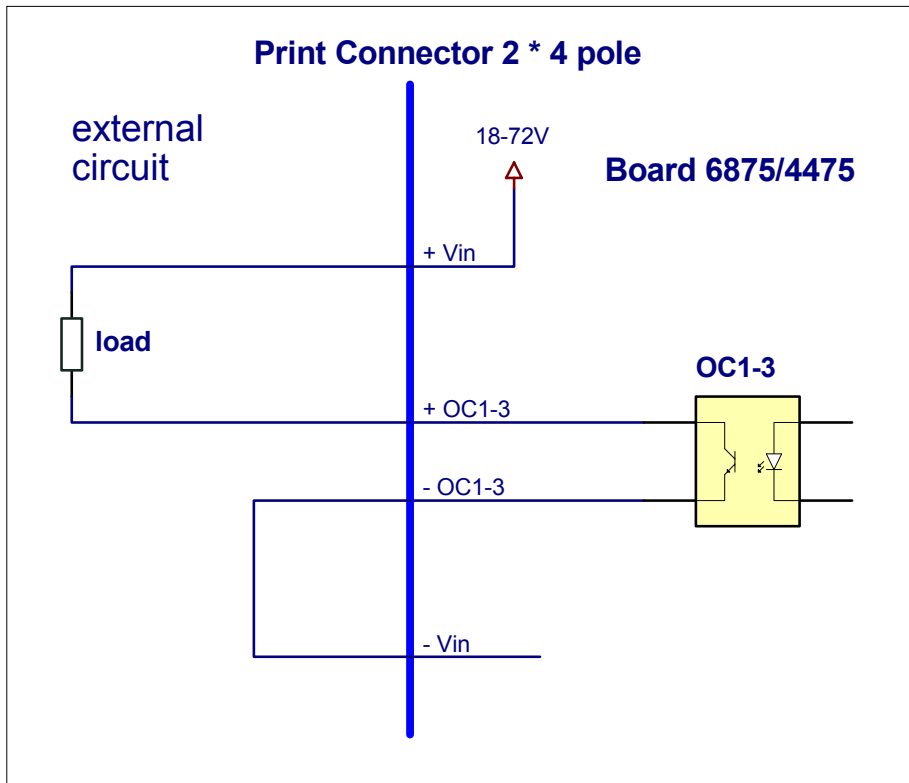 Print Connector 2 * 4 pole
external
circuit
18-72V
Board 6875/4475
+ Vin
load
OC1-3
+ OC1-3
- OC1-3
- Vin